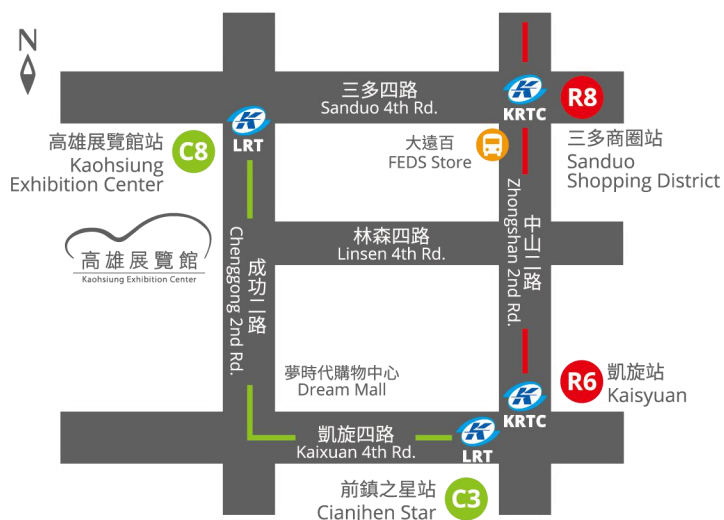 N
三多四路
Sanduo 4th Rd.
KRTC
R8
LRT
高雄展覽館站
Kaohsiung
Exhibition Center
C8
大遠百
FEDS Store
三多商圈站
Sanduo
Shopping District
高雄展覽館
Kaohsiung Exhibition Center
成功二路
Chenggong 2nd Rd.
林森四路
Linsen 4th Rd.
中山二路
Zhongshan 2nd Rd.
夢時代購物中心
Dream Mall
R6
凱旋站
Kaisyuan
KRTC
凱旋四路
Kaixuan 4th Rd.
LRT
前鎮之星站
Cianjhen Star
C3